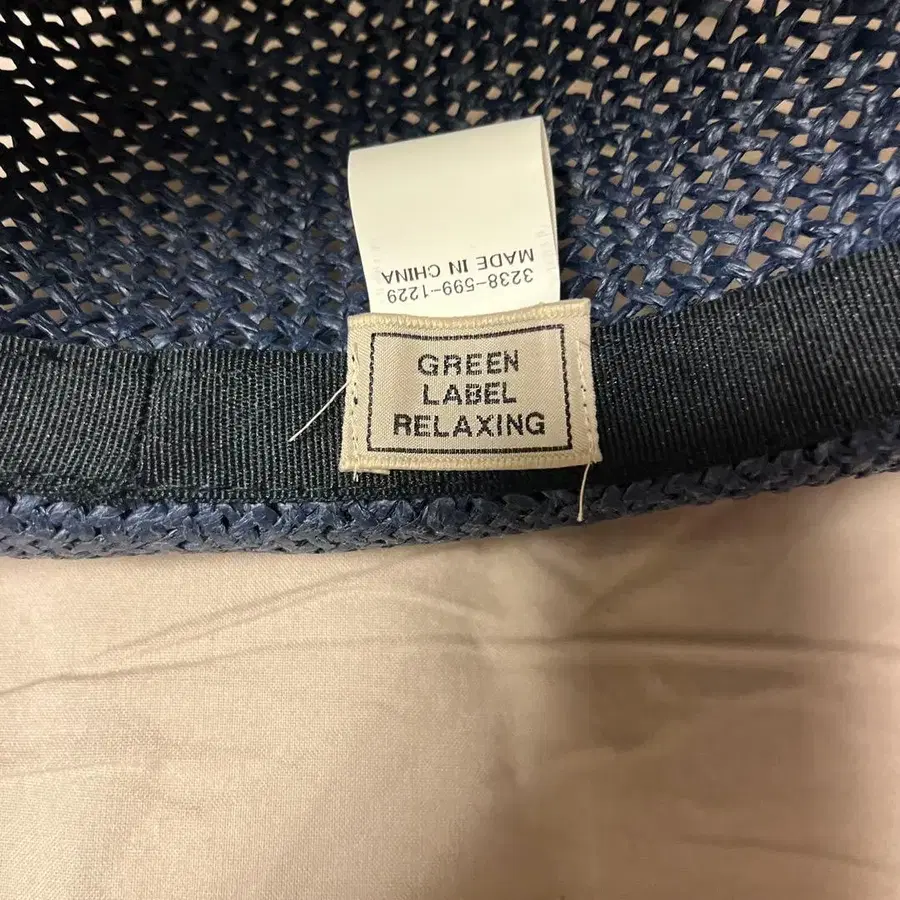 3238-599-1229
MADE IN CHINA
GREEN
LABEL
RELAXING